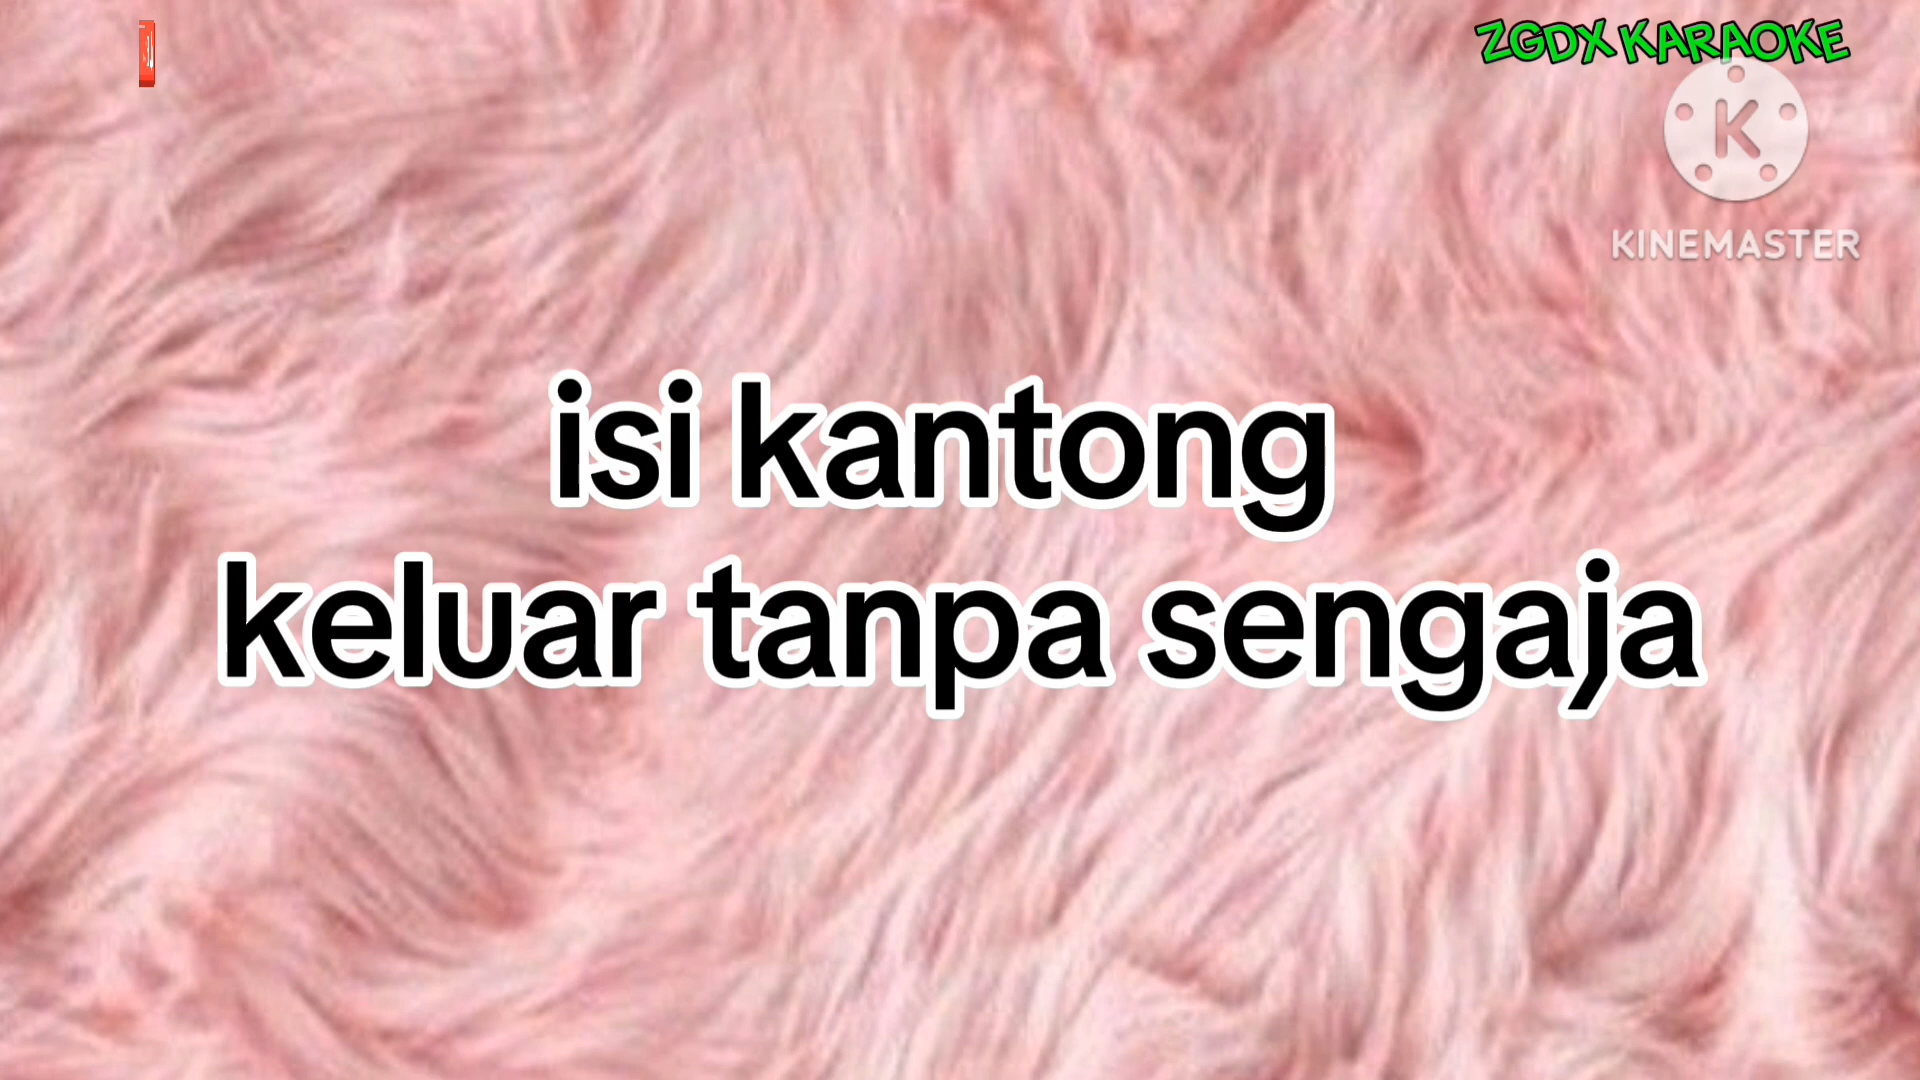 ZGDX KARAOKE
K
KINEMASTER
isi kantong
keluar tanpa sengaja